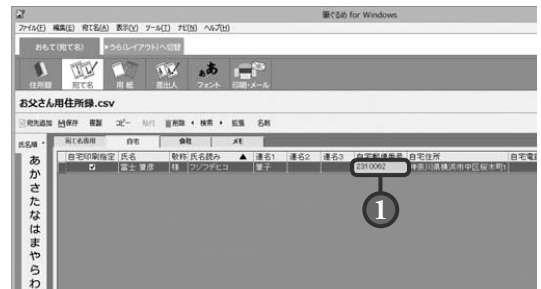 筆ぐるめ for Windows
ファイル(F) 編集(E) 宛て名(A) 表示(V) ツール(T) ナビ(N) ヘルプ(H)
おもて(宛て名) ▶うら(レイアウト)へ切替
住所録 宛て名 用紙 差出人 フォント 印刷・メール
お父さん用住所録.csv
宛先追加 保存 複製 コピー 貼付 削除 検索 拡張 名刺
氏名順 宛て名専用 自宅 会社 メモ
自宅印刷指定 氏名 敬称 氏名読み ▲ 連名1 連名2 連名3 自宅郵便番号 自宅住所 自宅電
富士 様 フジツヂヒコ 童子 2310062 神奈川県横浜市中区桜木町1
1
あ
か
さ
た
な
は
ま
や
ら
わ